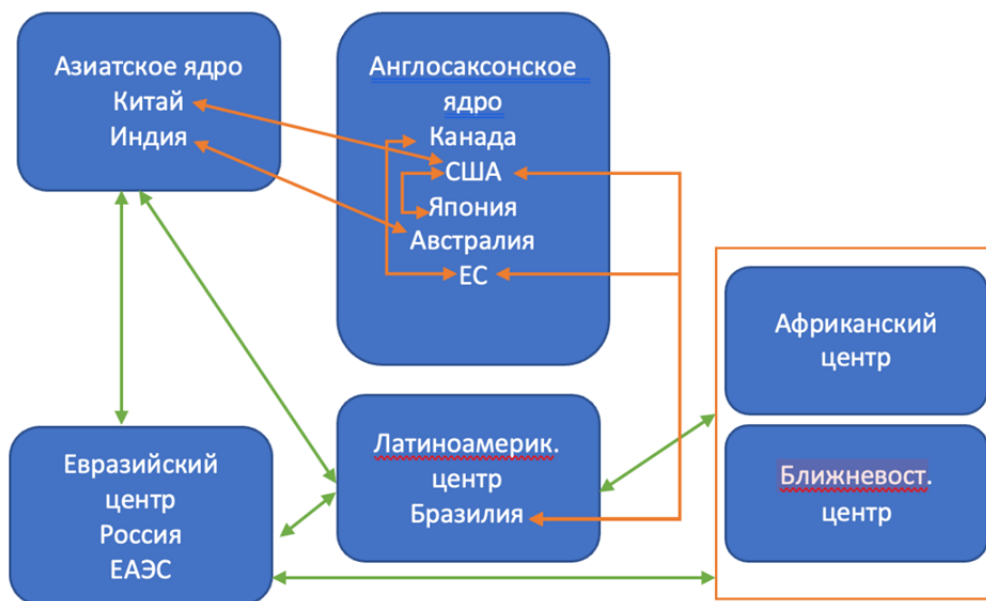 Азиатское ядро
Китай
Индия
Англосаксонское
ядро
Канада
США
Япония
Австралия
ЕС
Африканский
центр
Евразийский
центр
Россия
ЕАЭС
Латиноамерик.
центр
Бразилия
Ближневост.
центр